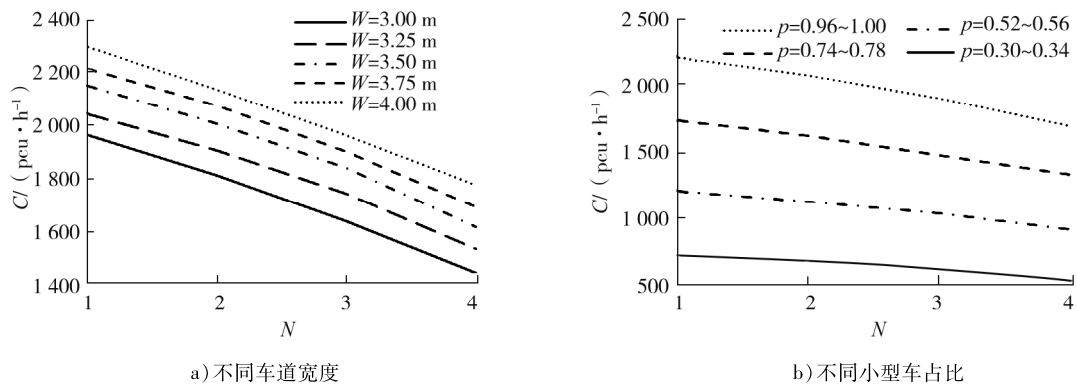 2 400
2 200
2 000
1 800
1 600
1 400
C/(pcu·h⁻¹)
W=3.00 m
W=3.25 m
W=3.50 m
W=3.75 m
W=4.00 m
1 2 3 4
N
a)不同车道宽度
2 500
2 000
1 500
1 000
500
C/(pcu·h⁻¹)
p=0.96~1.00 p=0.52~0.56
p=0.74~0.78 p=0.30~0.34
1 2 3 4
N
b)不同小型车占比